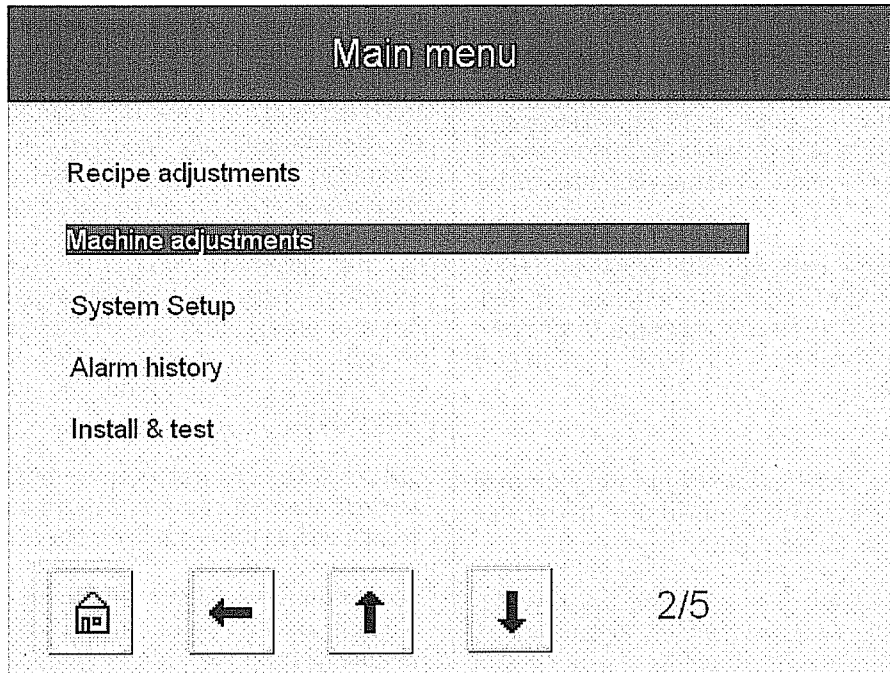 Main menu
Recipe adjustments
Machine adjustments
System Setup
Alarm history
Install & test
2/5